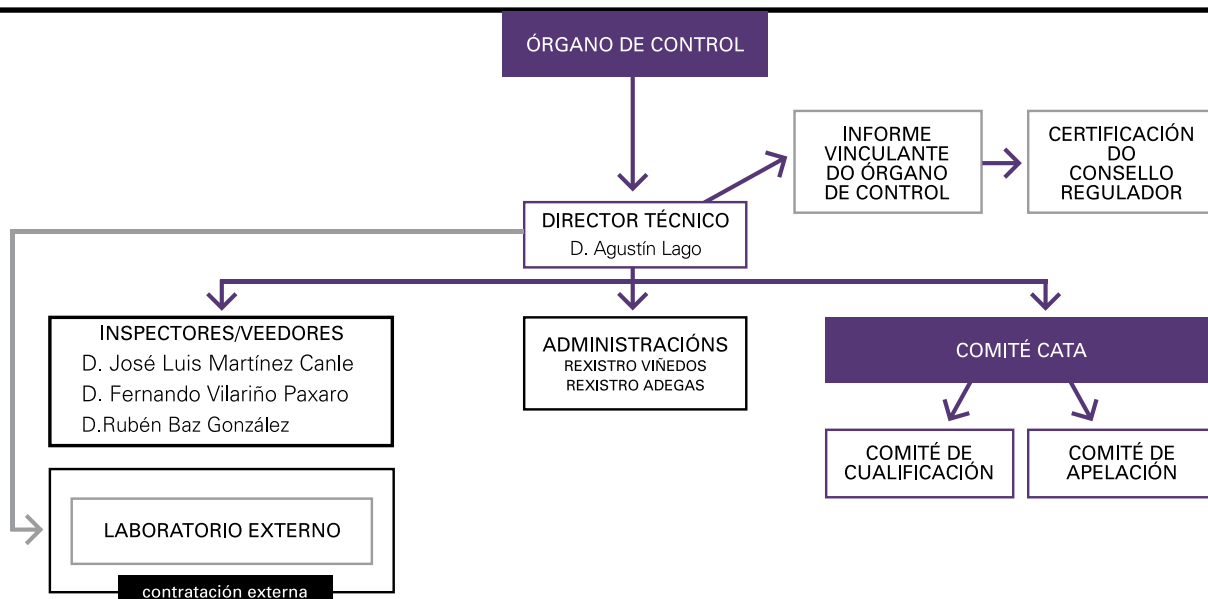 ÓRGANO DE CONTROL
INFORME
VINCULANTE
DO ÓRGANO
DE CONTROL
CERTIFICACIÓN
DO
CONSELLO
REGULADOR
DIRECTOR TÉCNICO
D. Agustín Lago
INSPECTORES/VEEDORES
D. José Luis Martínez Canle
D. Fernando Vilariño Paxaro
D.Rubén Baz González
ADMINISTRACIÓNS
REXISTRO VIÑEDOS
REXISTRO ADEGAS
COMITÉ CATA
COMITÉ DE
CUALIFICACIÓN
COMITÉ DE
APELACIÓN
LABORATORIO EXTERNO
contratación externa